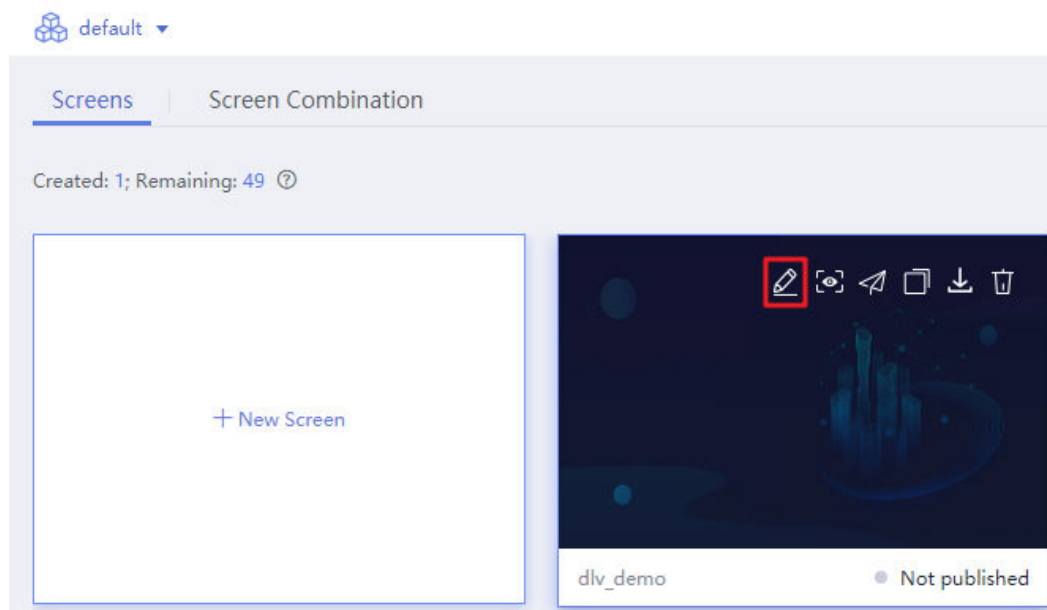 default
Screens
Screen Combination
Created: 1; Remaining: 49
+ New Screen
dlv_demo
Not published